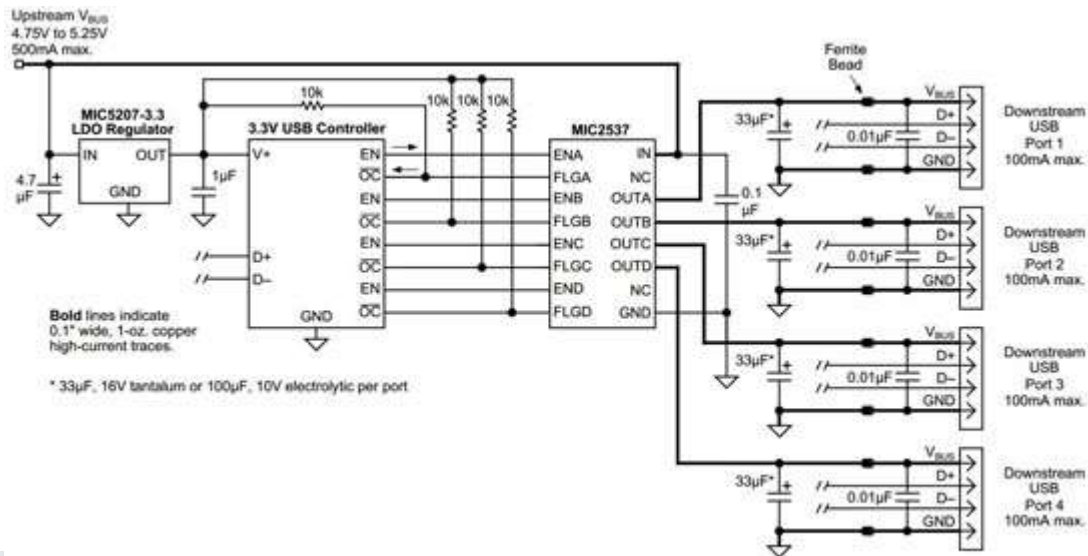 Upstream VBUS
4.75V to 5.25V
500mA max.
MIC5207-3.3
LDO Regulator
IN
OUT
GND
4.7
µF
1µF
10k
10k
10k
10k
3.3V USB Controller
V+
D+
D–
GND
EN
OC
EN
OC
EN
OC
EN
OC
MIC2537
ENA
FLGA
ENB
FLGB
ENC
FLGC
END
FLGD
IN
NC
OUTA
OUTB
OUTC
OUTD
NC
GND
0.1
µF
Bold lines indicate
0.1" wide, 1-oz. copper
high-current traces.
* 33µF, 16V tantalum or 100µF, 10V electrolytic per port
Ferrite
Bead
33µF*
0.01µF
VBUS
D+
D–
GND
Downstream
USB
Port 1
100mA max.
33µF*
0.01µF
VBUS
D+
D–
GND
Downstream
USB
Port 2
100mA max.
33µF*
0.01µF
VBUS
D+
D–
GND
Downstream
USB
Port 3
100mA max.
33µF*
0.01µF
VBUS
D+
D–
GND
Downstream
USB
Port 4
100mA max.